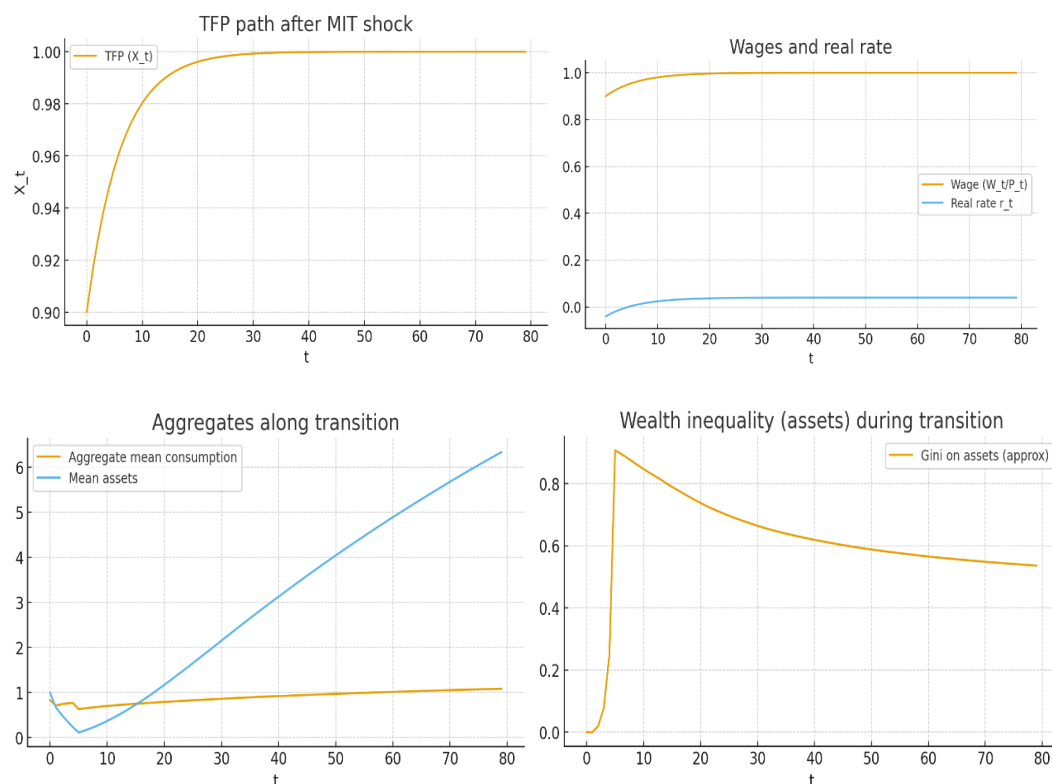 TFP path after MIT shock
TFP (X_t)
1.00
0.98
0.96
0.94
0.92
0.90
X_t
0 10 20 30 40 50 60 70 80
t
Wages and real rate
1.0
0.8
0.6
0.4
0.2
0.0
Wage (W_t/P_t)
Real rate r_t
0 10 20 30 40 50 60 70 80
t
Aggregates along transition
Aggregate mean consumption
Mean assets
6
5
4
3
2
1
0
0 10 20 30 40 50 60 70 80
t
Wealth inequality (assets) during transition
Gini on assets (approx)
0.8
0.6
0.4
0.2
0.0
0 10 20 30 40 50 60 70 80
t